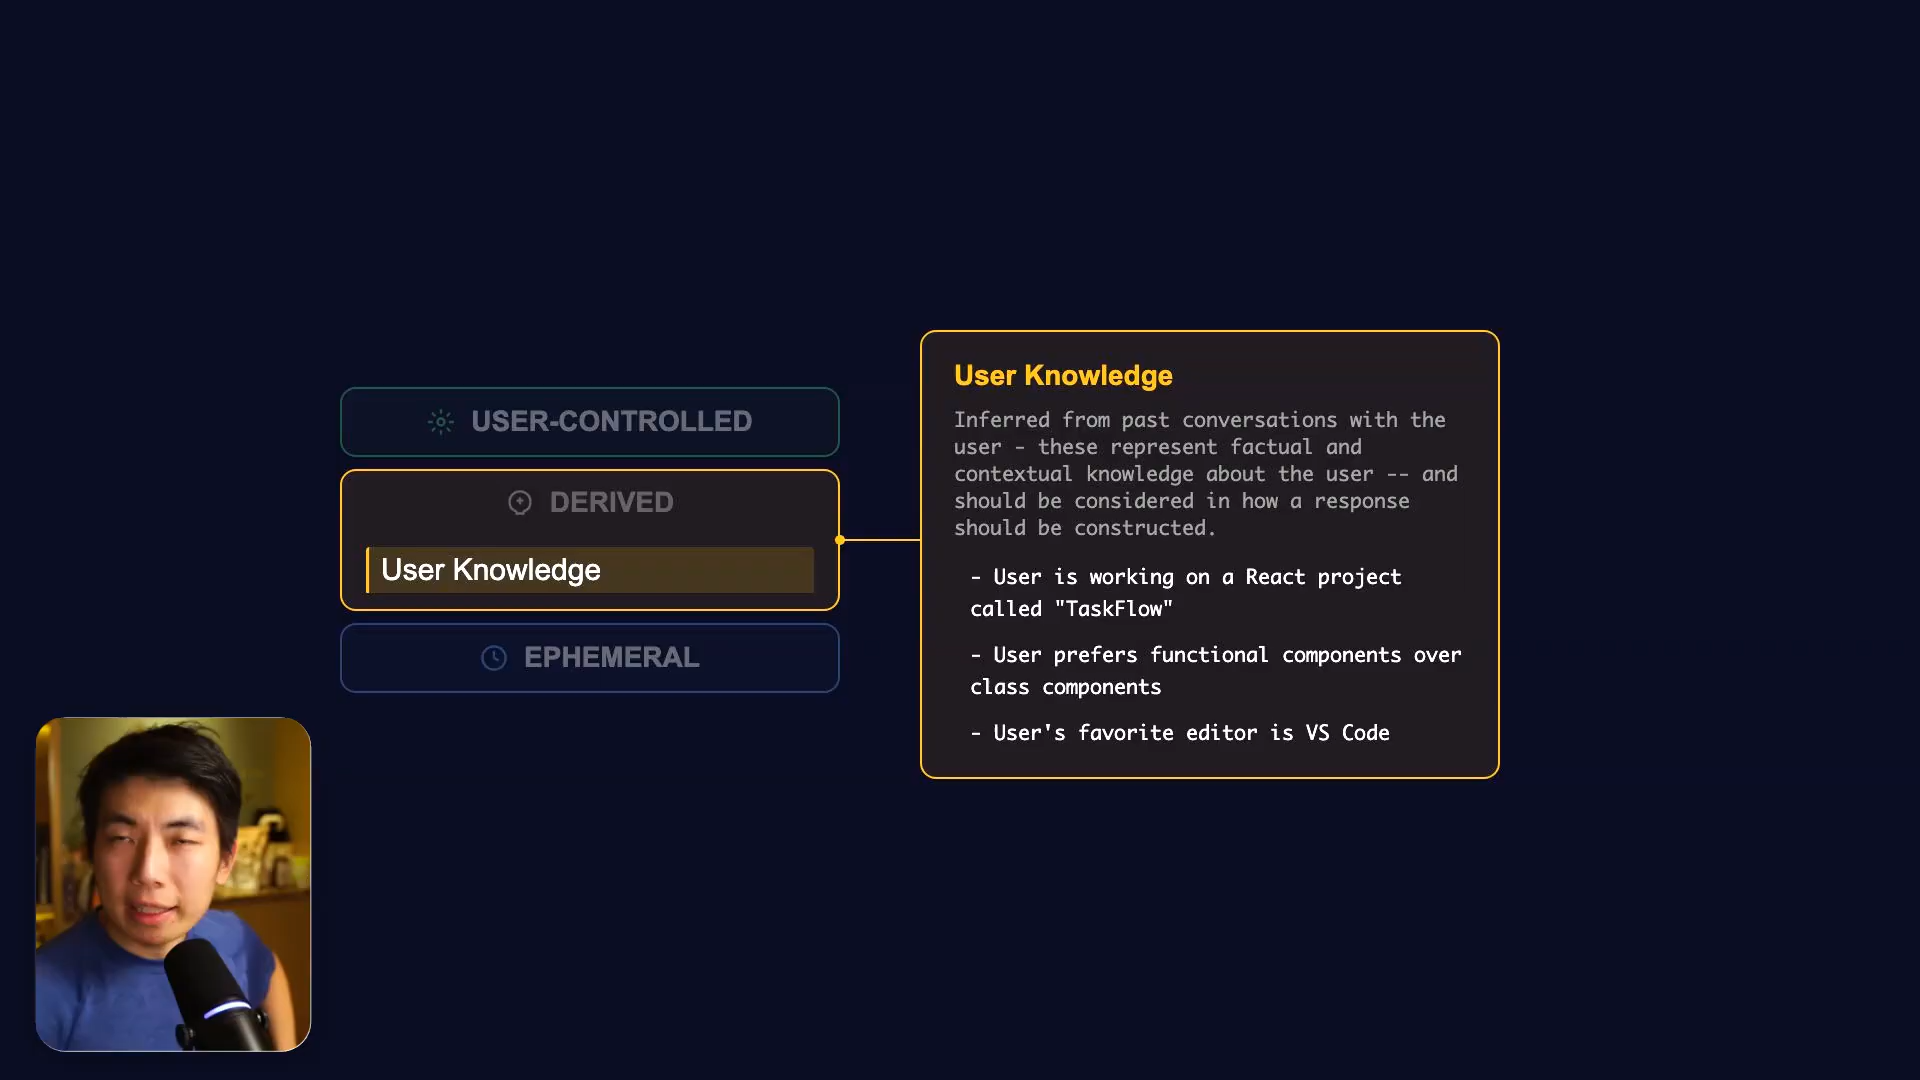 USER-CONTROLLED
DERIVED
User Knowledge
EPHEMERAL
User Knowledge
Inferred from past conversations with the
user - these represent factual and
contextual knowledge about the user -- and
should be considered in how a response
should be constructed.
- User is working on a React project
called "TaskFlow"
- User prefers functional components over
class components
- User's favorite editor is VS Code